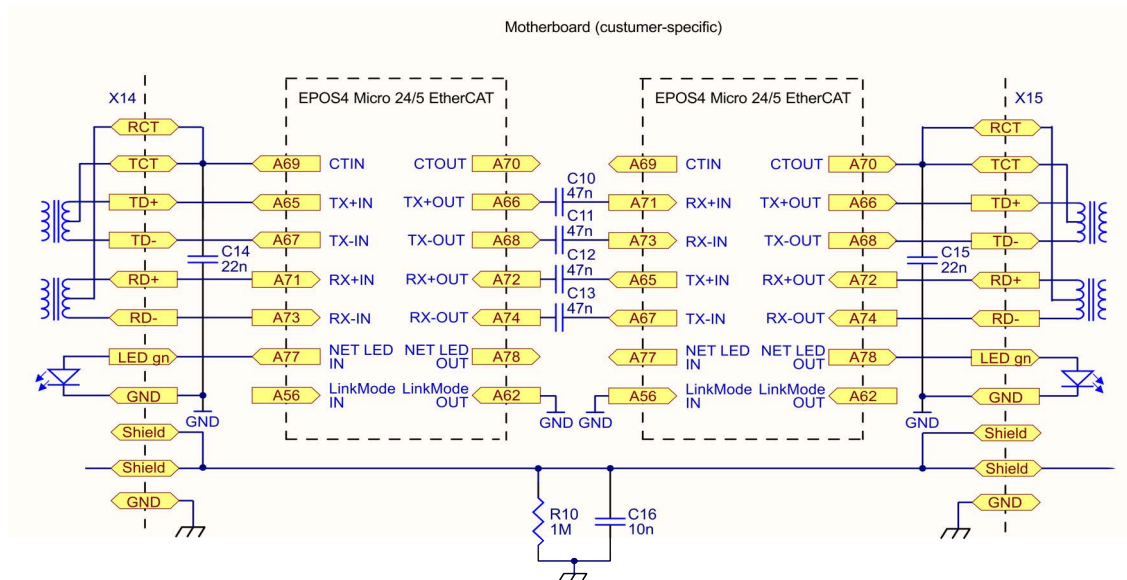 Motherboard (custumer-specific)
X14
EPOS4 Micro 24/5 EtherCAT
EPOS4 Micro 24/5 EtherCAT
X15
RCT
RCT
TCT
A69
CTIN
CTOUT
A70
A69
CTIN
CTOUT
A70
TCT
C10
47n
TD+
A65
TX+IN
TX+OUT
A66
A71
RX+IN
TX+OUT
A66
TD+
C11
47n
TD-
A67
TX-IN
TX-OUT
A68
A73
RX-IN
TX-OUT
A68
TD-
C14
22n
C12
47n
C15
22n
RD+
A71
RX+IN
RX+OUT
A72
A65
TX+IN
RX+OUT
A72
RD+
C13
47n
RD-
A73
RX-IN
RX-OUT
A74
A67
TX-IN
RX-OUT
A74
RD-
LED gn
A77
NET LED
IN
NET LED
OUT
A78
A77
NET LED
IN
NET LED
OUT
A78
LED gn
GND
A56
LinkMode
IN
LinkMode
OUT
A62
A56
LinkMode
IN
LinkMode
OUT
A62
GND
GND
GND
GND
GND
Shield
Shield
Shield
Shield
GND
GND
R10
1M
C16
10n